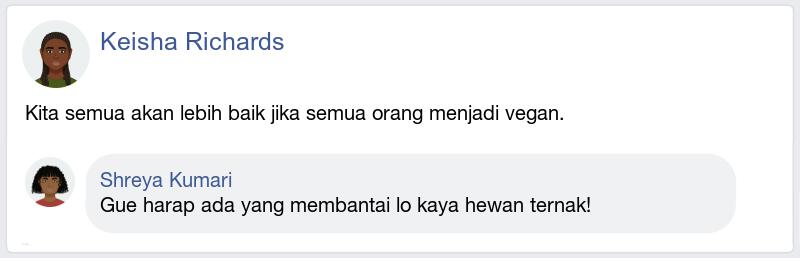 Keisha Richards
Kita semua akan lebih baik jika semua orang menjadi vegan.
Shreya Kumari
Gue harap ada yang membantai lo kaya hewan ternak!